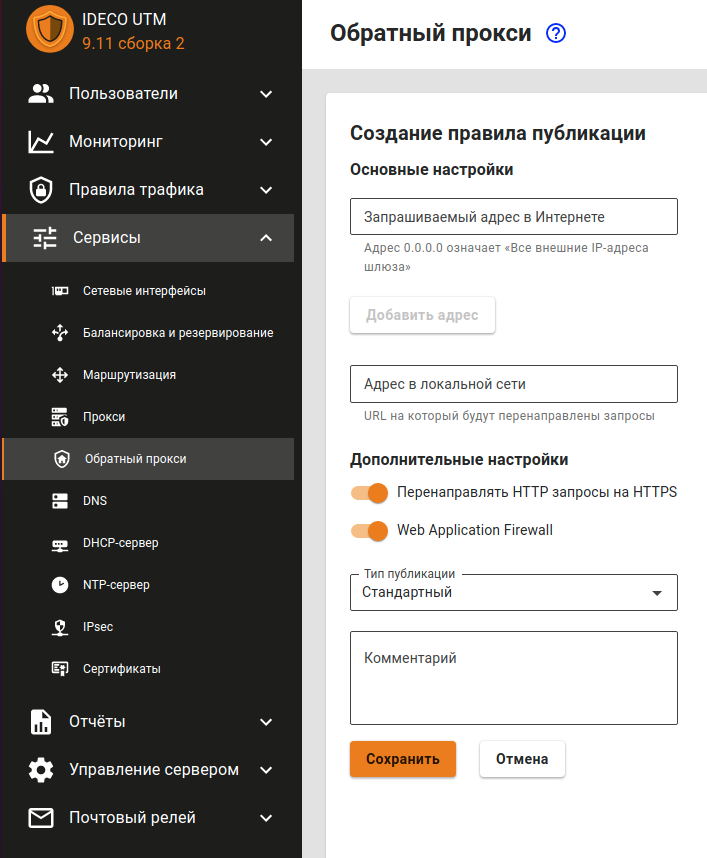 IDECO UTM
9.11 сборка 2
Пользователи
Мониторинг
Правила трафика
Сервисы
Сетевые интерфейсы
Балансировка и резервирование
Маршрутизация
Прокси
Обратный прокси
DNS
DHCP-сервер
NTP-сервер
IPsec
Сертификаты
Отчёты
Управление сервером
Почтовый релей
Обратный прокси
Создание правила публикации
Основные настройки
Запрашиваемый адрес в Интернете
Адрес 0.0.0.0 означает «Все внешние IP-адреса
шлюза»
Добавить адрес
Адрес в локальной сети
URL на который будут перенаправлены запросы
Дополнительные настройки
Перенаправлять HTTP запросы на HTTPS
Web Application Firewall
Тип публикации
Стандартный
Комментарий
Сохранить
Отмена